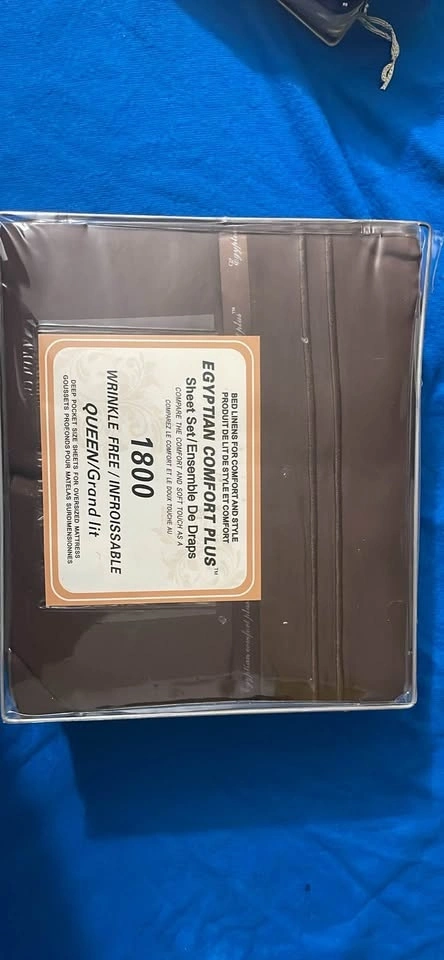 BED LINENS FOR COMFORT AND STYLE
PRODUIT DE LIT DE STYLE ET COMFORT
EGYPTIAN COMFORT PLUS™
Sheet Set/Ensemble De Draps
COMPARE THE COMFORT AND SOFT TOUCH AS A
COMPAREZ LE COMFORT ET LE DOUX TOUCHE AU
1800
WRINKLE FREE / INFROISSABLE
QUEEN/Grand lit
DEEP POCKET SIZE SHEETS FOR OVERSIZED MATTRESS
GOUSSETS PROFONDS POUR MATELAS SURDIMENSIONNES